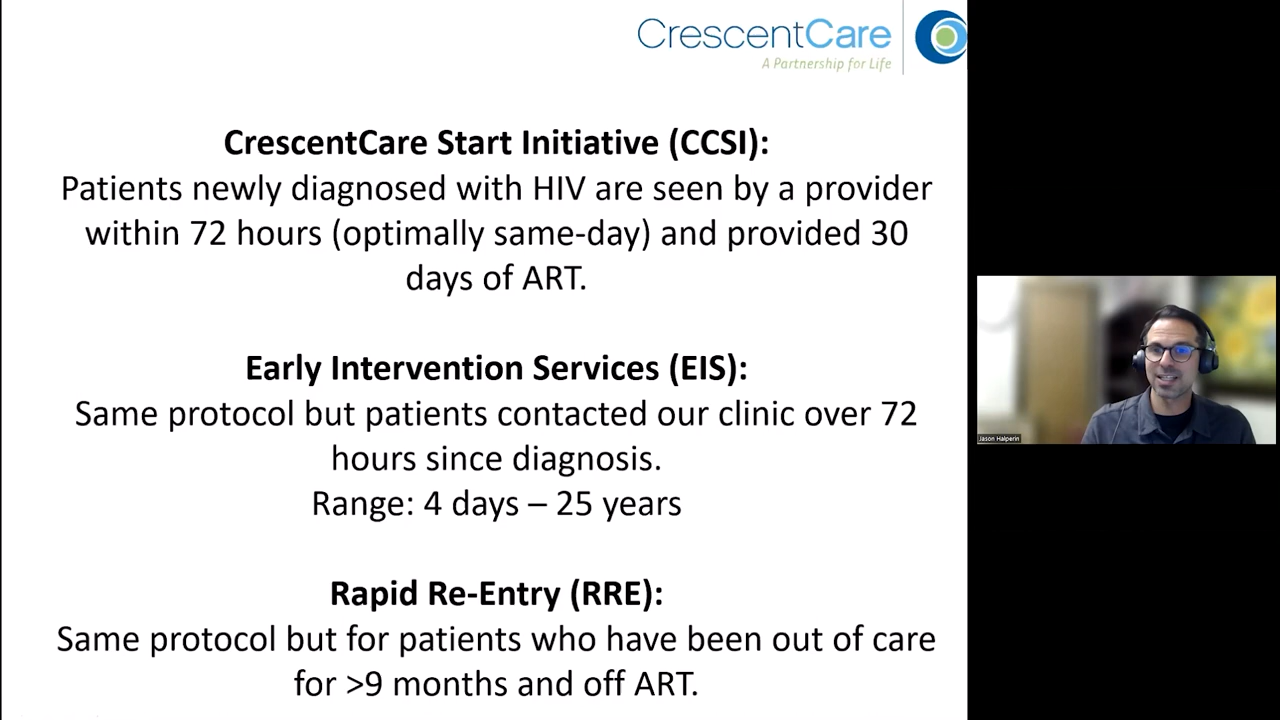 CrescentCare
A Partnership for Life
CrescentCare Start Initiative (CCSI):
Patients newly diagnosed with HIV are seen by a provider
within 72 hours (optimally same-day) and provided 30
days of ART.
Early Intervention Services (EIS):
Same protocol but patients contacted our clinic over 72
hours since diagnosis.
Range: 4 days – 25 years
Rapid Re-Entry (RRE):
Same protocol but for patients who have been out of care
for >9 months and off ART.
Jason Halperin